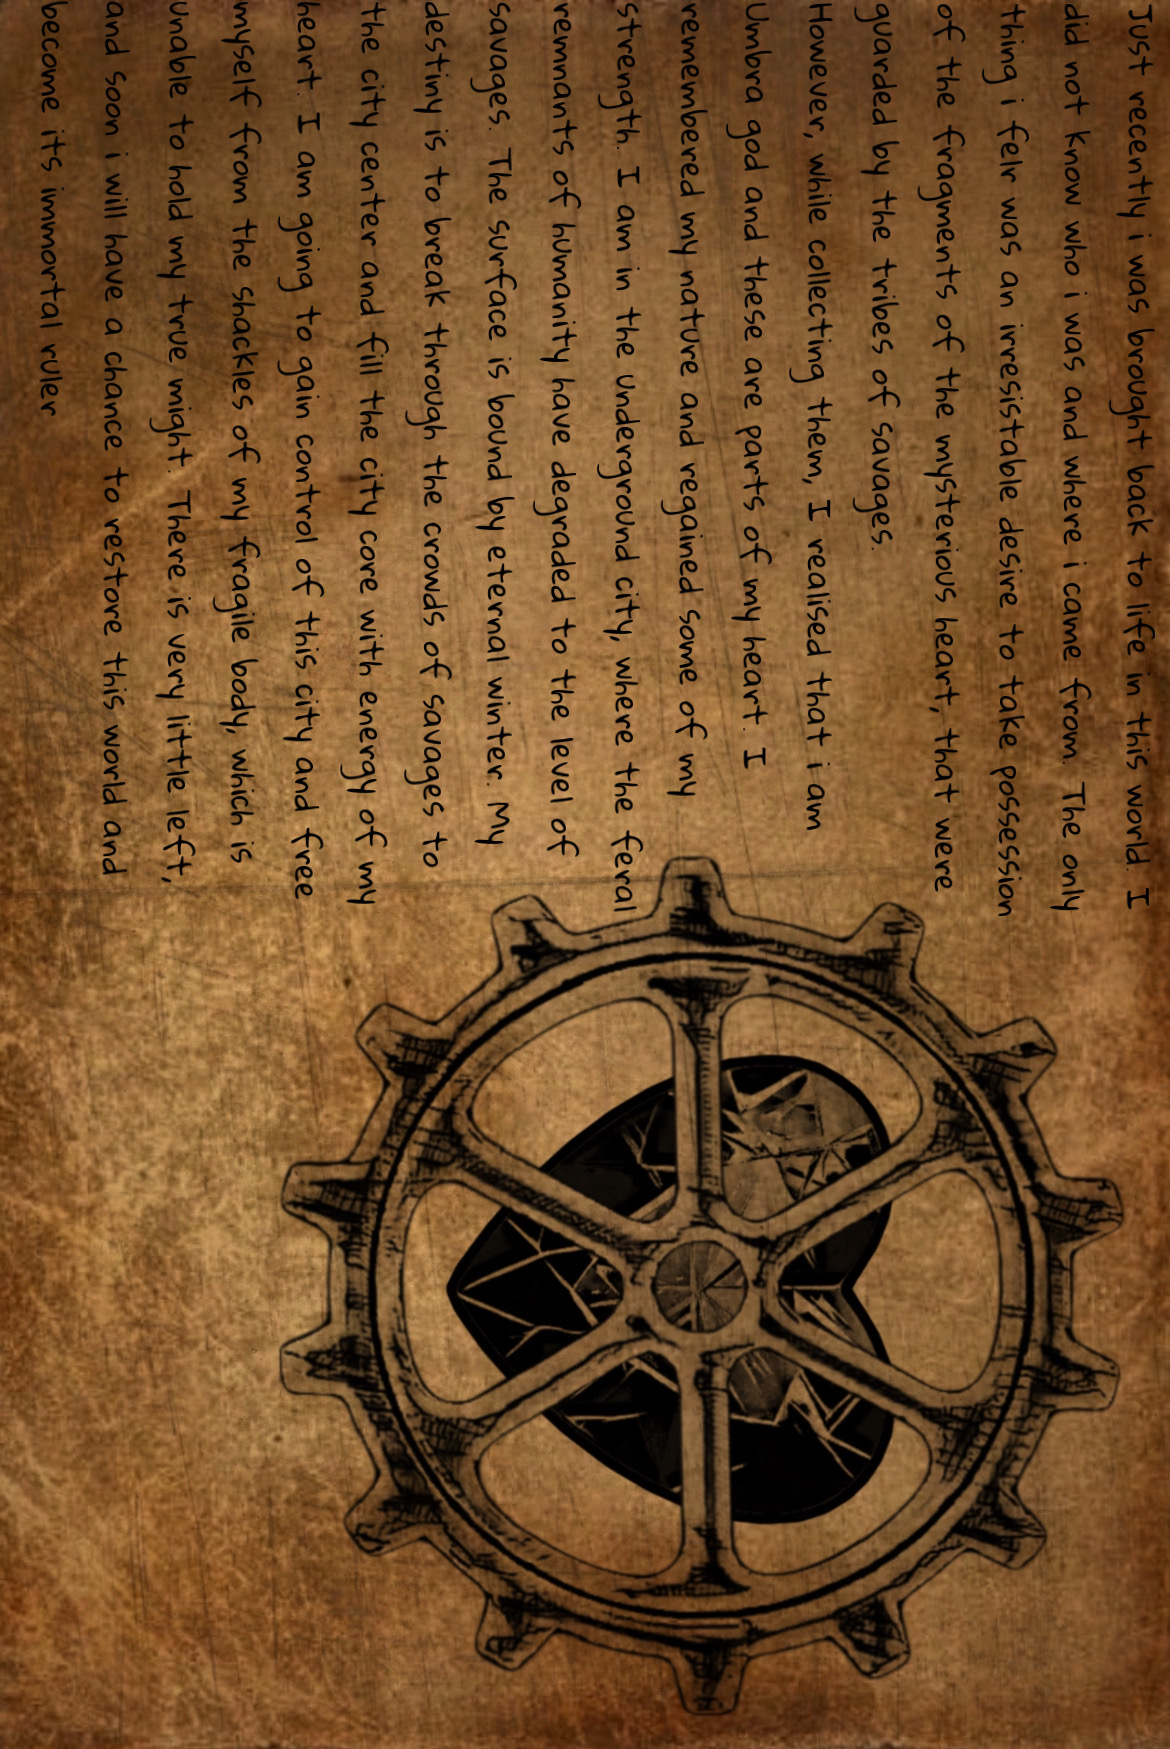 Just recently i was brought back to life in this world. I
did not know who i was and where i came from. The only
thing i felr was an irresistable desire to take possession
of the fragments of the mysterious heart, that were
guarded by the tribes of savages.
However, while collecting them, I realised that i am
Umbra god and these are parts of my heart. I
remembered my nature and regained some of my
strength. I am in the underground city, where the feral
remnants of humanity have degraded to the level of
savages. The surface is bound by eternal winter. My
destiny is to break through the crowds of savages to
the city center and fill the city core with energy of my
heart. I am going to gain control of this city and free
myself from the shackles of my fragile body, which is
unable to hold my true might. There is very little left,
and soon i will have a chance to restore this world and
become its immortal ruler